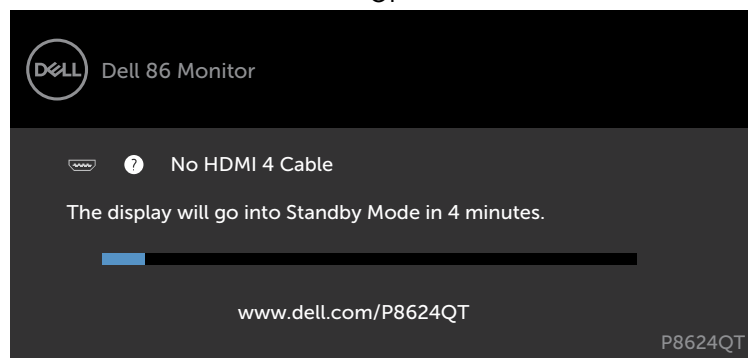 DELL Dell 86 Monitor
? No HDMI 4 Cable
The display will go into Standby Mode in 4 minutes.
www.dell.com/P8624QT
P8624QT